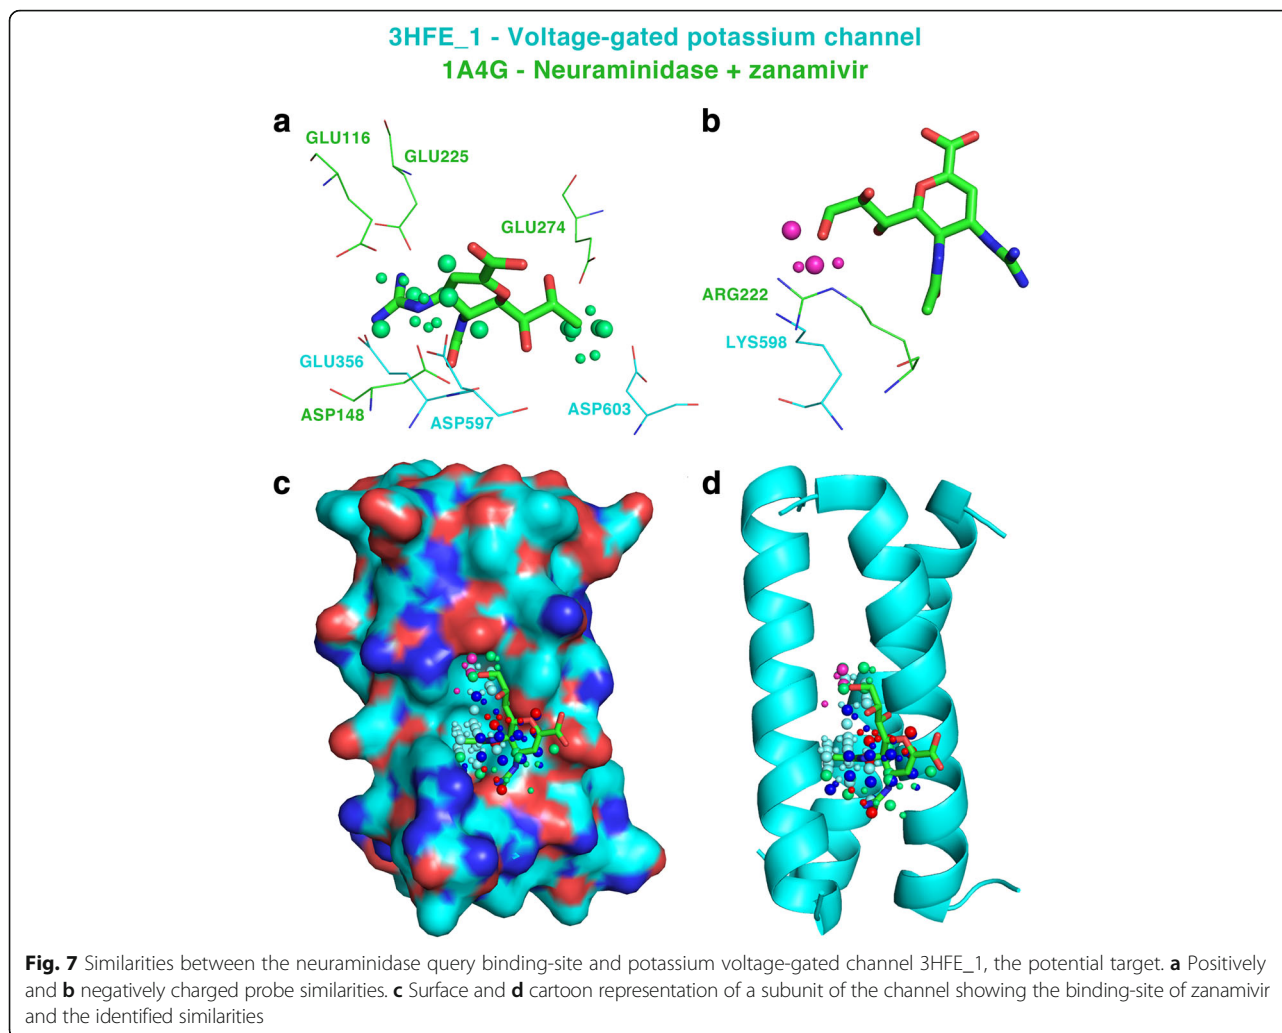 3HFE_1 - Voltage-gated potassium channel
1A4G - Neuraminidase + zanamivir
a
GLU116
GLU225
GLU274
GLU356
ASP148
ASP597
ASP603
b
ARG222
LYS598
c
d
Fig. 7 Similarities between the neuraminidase query binding-site and potassium voltage-gated channel 3HFE_1, the potential target. a Positively
and b negatively charged probe similarities. c Surface and d cartoon representation of a subunit of the channel showing the binding-site of zanamivir
and the identified similarities